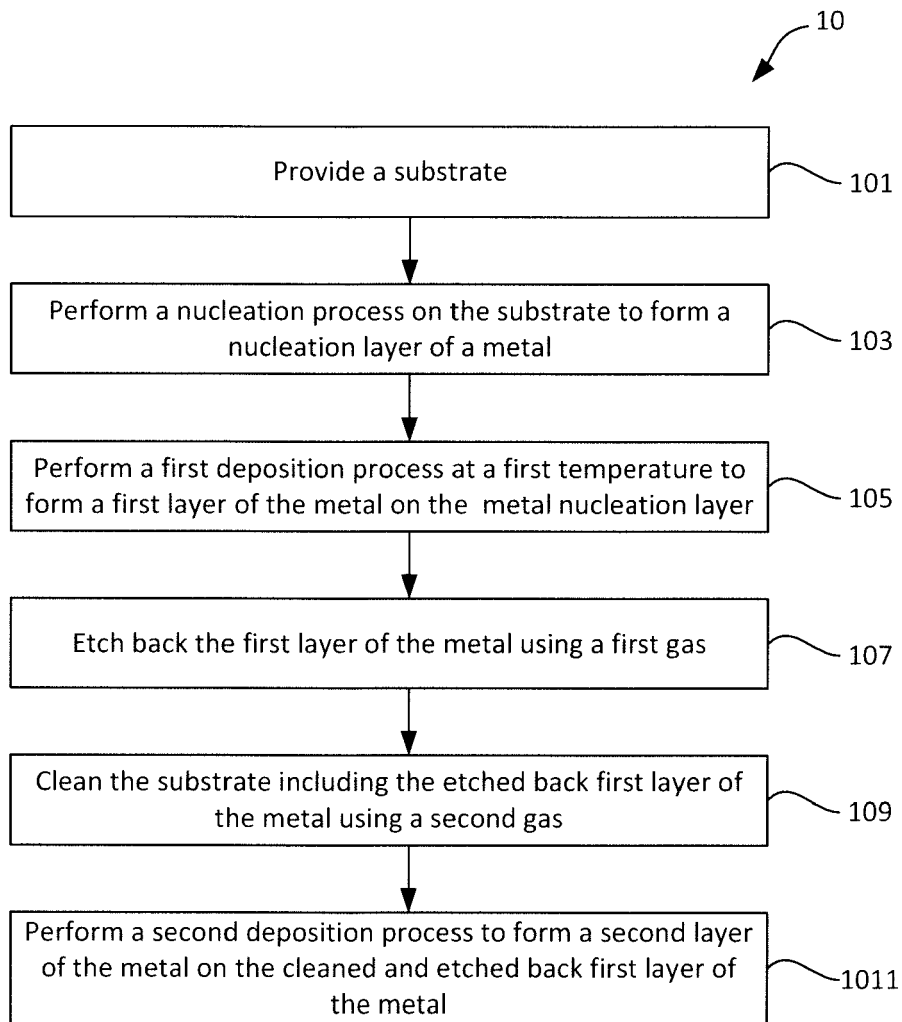 10
Provide a substrate
101
Perform a nucleation process on the substrate to form a
nucleation layer of a metal
103
Perform a first deposition process at a first temperature to
form a first layer of the metal on the metal nucleation layer
105
Etch back the first layer of the metal using a first gas
107
Clean the substrate including the etched back first layer of
the metal using a second gas
109
Perform a second deposition process to form a second layer
of the metal on the cleaned and etched back first layer of
the metal
1011